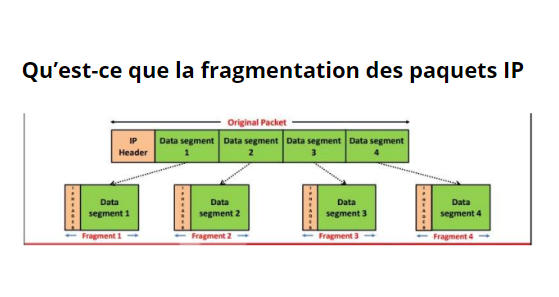 Qu’est-ce que la fragmentation des paquets IP
Original Packet
IP Header
Data segment 1
Data segment 2
Data segment 3
Data segment 4
IP HEADER
Data segment 1
IP HEADER
Data segment 2
IP HEADER
Data segment 3
IP HEADER
Data segment 4
Fragment 1
Fragment 2
Fragment 3
Fragment 4